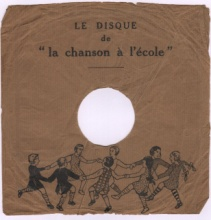 LE DISQUE
de
"la chanson à l'école"